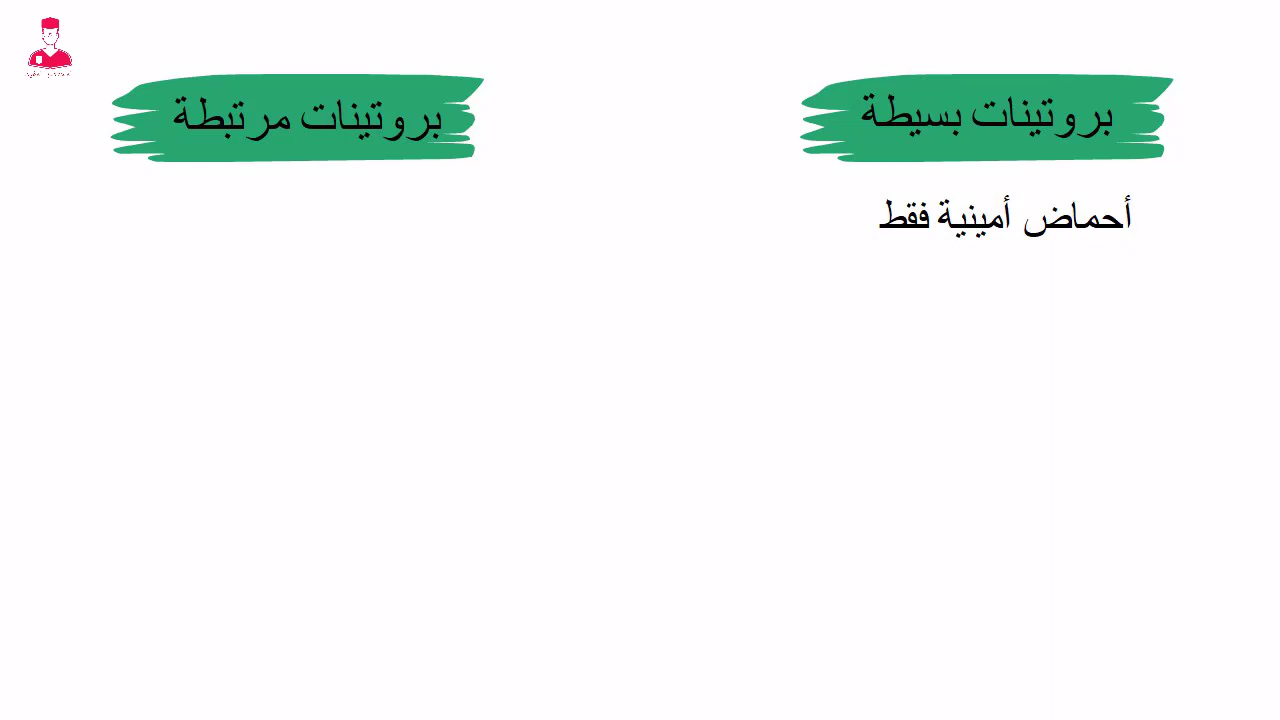 بروتينات بسيطة
بروتينات مرتبطة
أحماض أمينية فقط